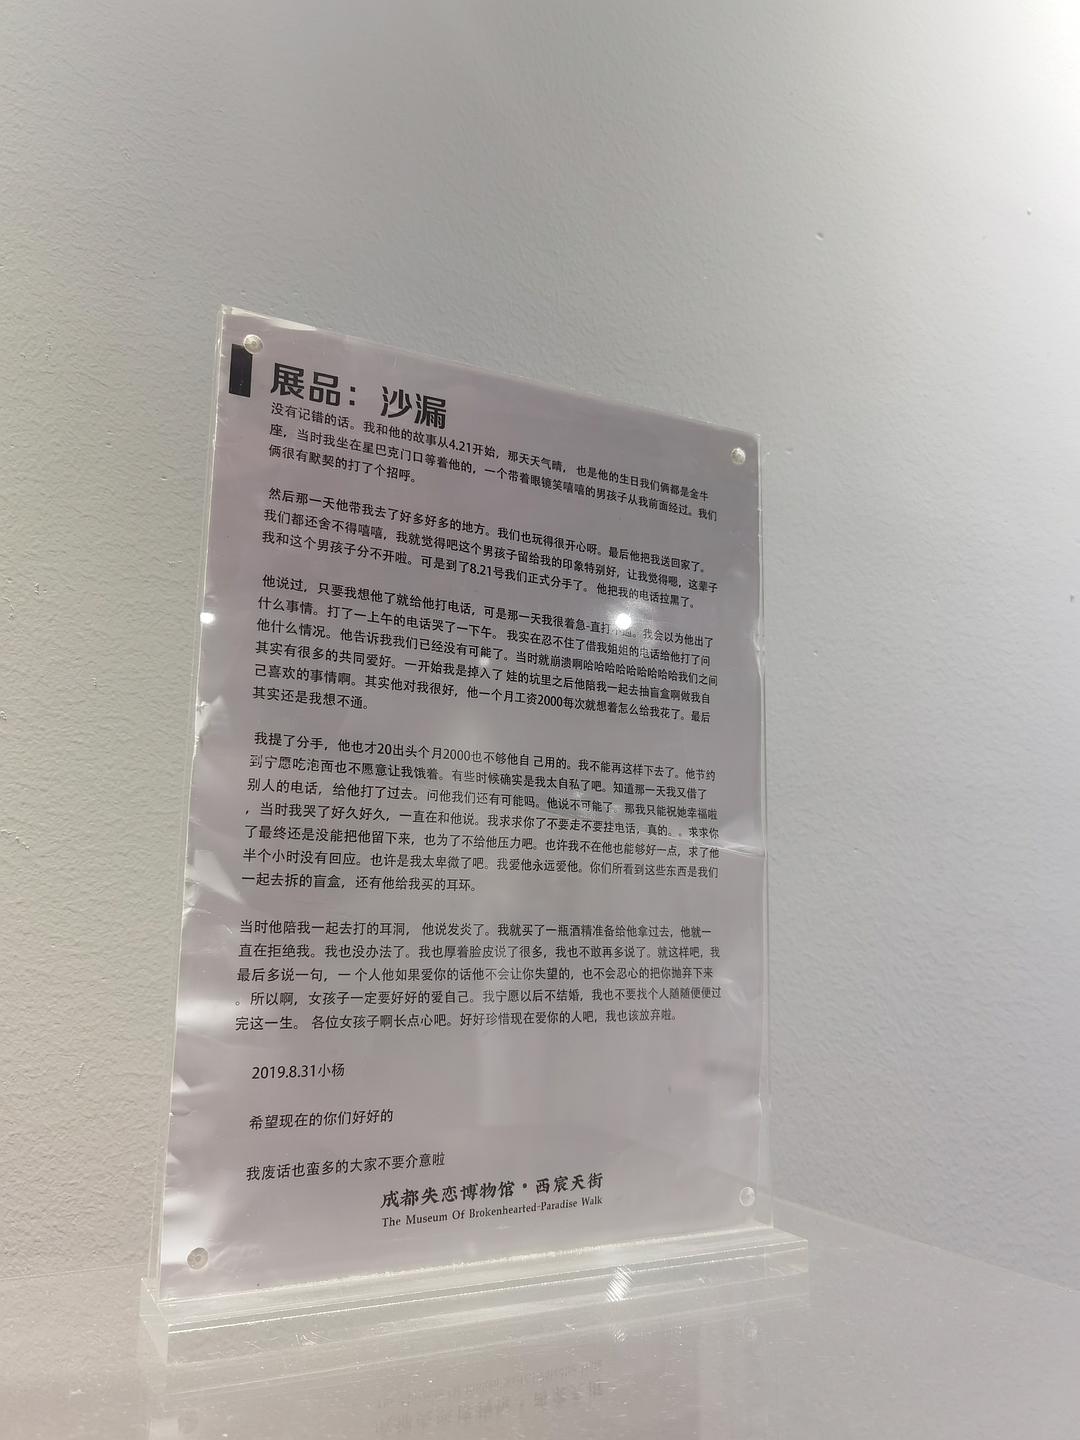 展品：沙漏
没有记错的话。我和他的故事从4.21开始，那天天气晴， 也是他的生日我们俩都是金牛
座，当时我坐在星巴克门口等着他的，一个带着眼镜笑嘻嘻的男孩子从我前面经过。我们
俩很有默契的打了个招呼。
然后那一天他带我去了好多好多的地方。我们也玩得很开心呀。最后他把我送回家了。
我们都还舍不得嘻嘻，我就觉得吧这个男孩子留给我的印象特别好，让我觉得嗯，这辈子
我和这个男孩子分不开啦。可是到了8.21号我们正式分手了。 他把我的电话拉黑了。
他说过，只要我想他了就给他打电话，可是那一天我很着急-直打不通。我会以为他出了
什么事情。打了一上午的电话哭了一下午。 我实在忍不住了借我姐姐的电话给他打了问
他什么情况。他告诉我我们已经没有可能了。当时就崩溃啊哈哈哈哈哈哈哈哈哈我们之间
其实有很多的共同爱好。一开始我是掉入了 娃的坑里之后他陪我一起去抽盲盒啊做我自
己喜欢的事情啊。其实他对我很好，他一个月工资2000每次就想着怎么给我花了。最后
其实还是我想不通。
我提了分手，他也才20出头个月2000也不够他自 己用的。我不能再这样下去了。他节约
到宁愿吃泡面也不愿意让我饿着。有些时候确实是我太自私了吧。知道那一天我又借了
别人的电话，给他打了过去。问他我们还有可能吗。他说不可能了。那我只能祝她幸福啦
，当时我哭了好久好久，一直在和他说。我求求你了不要走不要挂电话，真的。。求求你
了最终还是没能把他留下来，也为了不给他压力吧。也许我不在他也能够好一点，求了他
半个小时没有回应。也许是我太卑微了吧。我爱他永远爱他。你们所看到这些东西是我们
一起去拆的盲盒，还有他给我买的耳环。
当时他陪我一起去打的耳洞， 他说发炎了。我就买了一瓶酒精准备给他拿过去，他就一
直在拒绝我。我也没办法了。我也厚着脸皮说了很多，我也不敢再多说了。就这样吧，我
最后多说一句，一 个人他如果爱你的话他不会让你失望的，也不会忍心的把你抛弃下来
。所以啊，女孩子一定要好好的爱自己。我宁愿以后不结婚，我也不要找个人随随便便过
完这一生。 各位女孩子啊长点心吧。好好珍惜现在爱你的人吧，我也该放弃啦。
2019.8.31小杨
希望现在的你们好好的
我废话也蛮多的大家不要介意啦
成都失恋博物馆·西宸天街
The Museum Of Brokenhearted-Paradise Walk